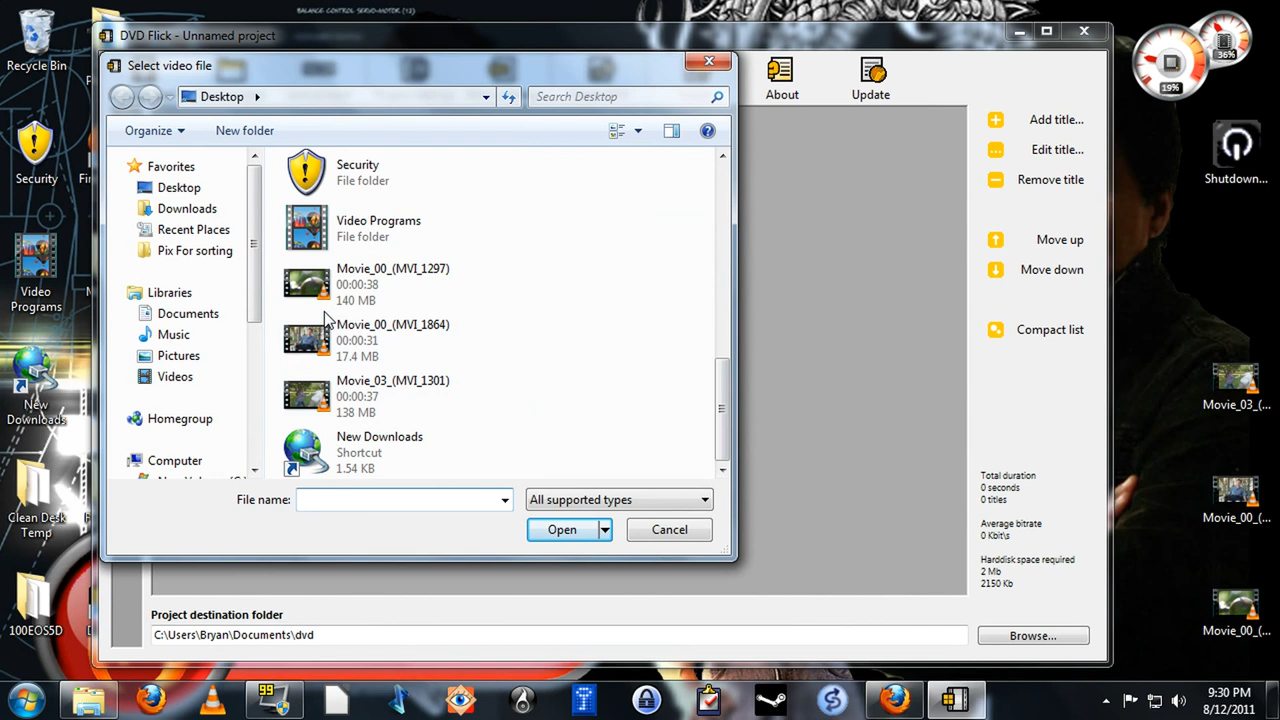 BALANCE CONTROL SERVO-MOTOR (12)
Recycle Bin
Security
Video
Programs
New
Downloads
Clean Desk
Temp
100EOS5D
DVD Flick - Unnamed project
About
Update
Select video file
Desktop
Search Desktop
Organize
New folder
Favorites
Desktop
Downloads
Recent Places
Pix For sorting
Libraries
Documents
Music
Pictures
Videos
Homegroup
Computer
Security
File folder
Video Programs
File folder
Movie_00_(MVI_1297)
00:00:38
140 MB
Movie_00_(MVI_1864)
00:00:31
17.4 MB
Movie_03_(MVI_1301)
00:00:37
138 MB
New Downloads
Shortcut
1.54 KB
File name:
All supported types
Open
Cancel
Add title...
Edit title...
Remove title
Move up
Move down
Compact list
Total duration
0 seconds
0 titles
Average bitrate
0 Kbit\s
Harddisk space required
2 Mb
2150 Kb
Project destination folder
C:\Users\Bryan\Documents\dvd
Browse...
36%
19%
Shutdown...
Movie_03_(...
Movie_00_(...
Movie_00_(...
99
9:30 PM
8/12/2011